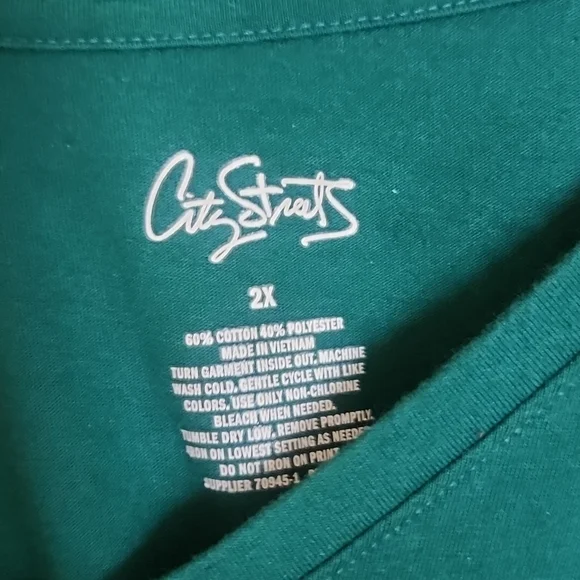 City Streets
2X
60% COTTON 40% POLYESTER
MADE IN VIETNAM
TURN GARMENT INSIDE OUT. MACHINE
WASH COLD. GENTLE CYCLE WITH LIKE
COLORS. USE ONLY NON-CHLORINE
BLEACH WHEN NEEDED.
TUMBLE DRY LOW. REMOVE PROMPTLY.
IRON ON LOWEST SETTING AS NEEDED
DO NOT IRON ON PRINT
SUPPLIER 70945-1